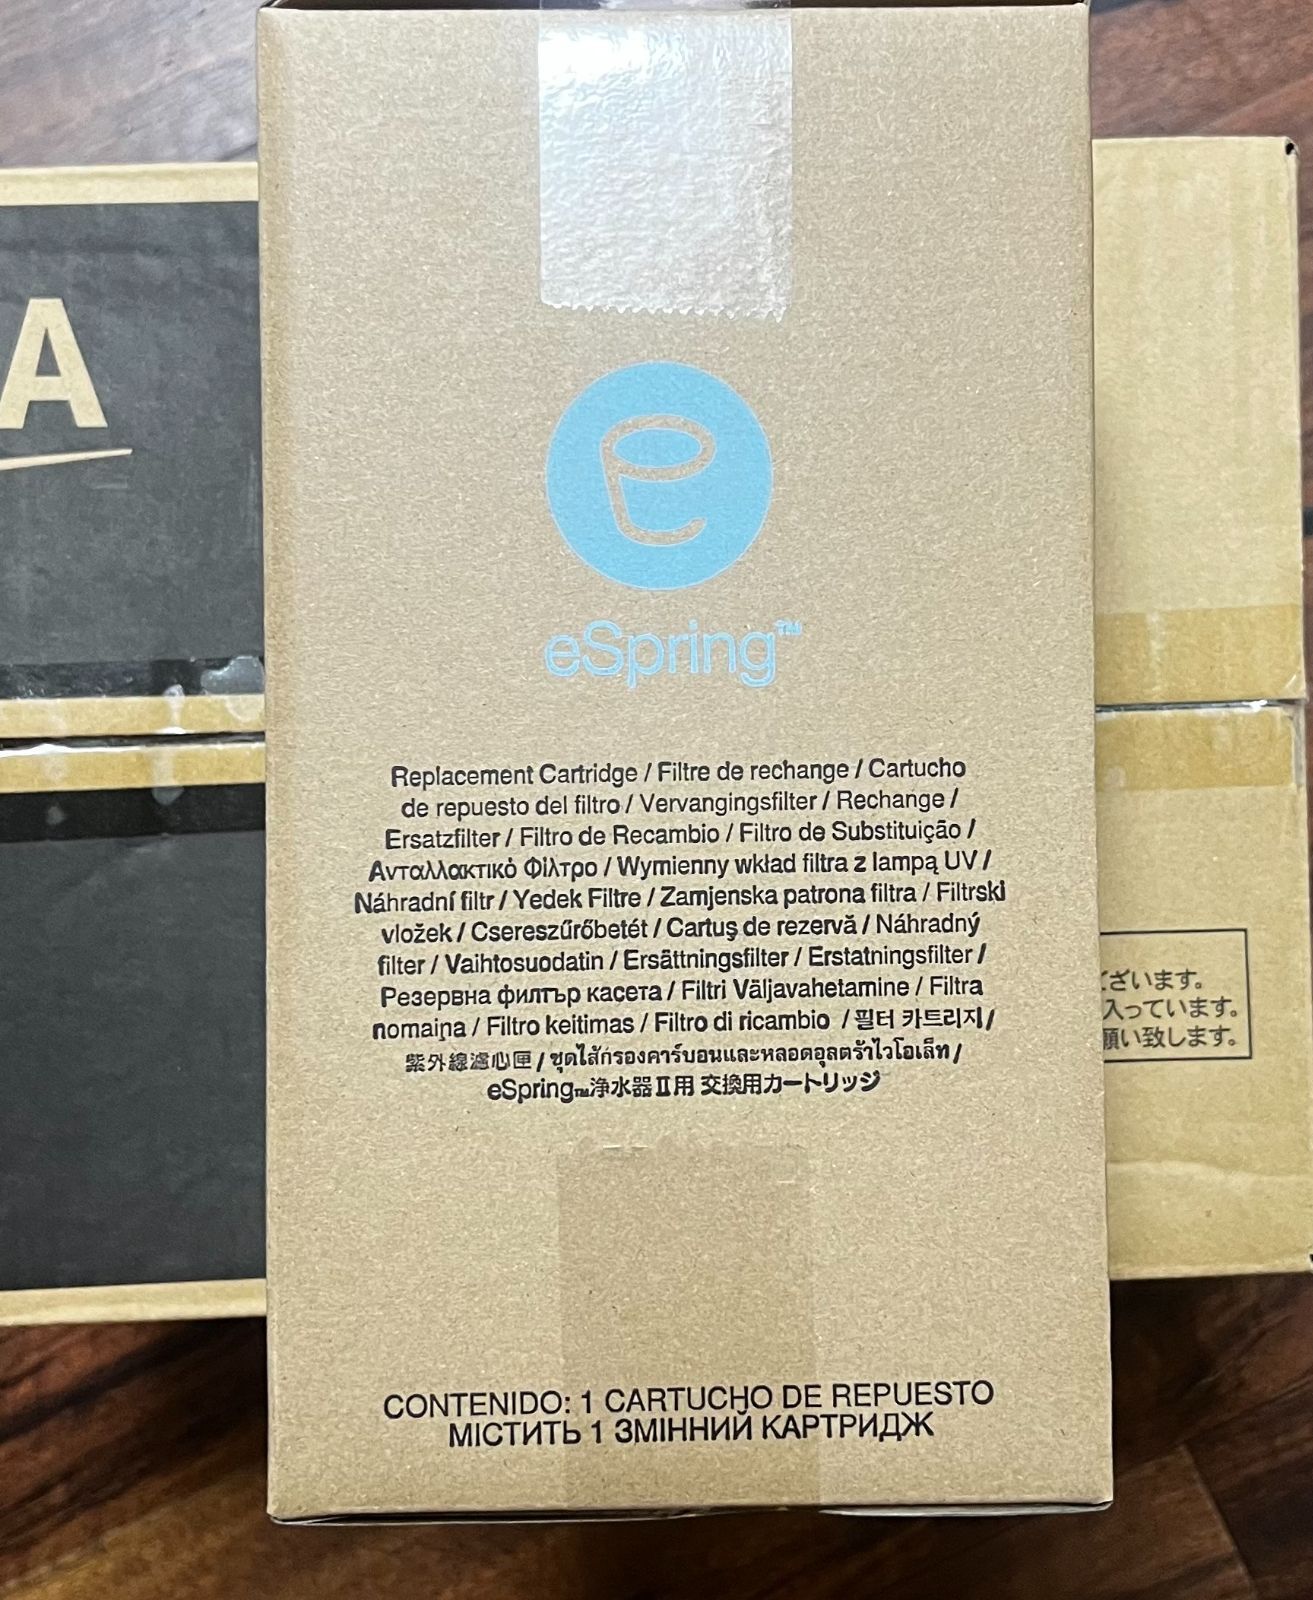 A
eSpring™
Replacement Cartridge / Filtre de rechange / Cartucho
de repuesto del filtro / Vervangingsfilter / Rechange /
Ersatzfilter / Filtro de Recambio / Filtro de Substituição /
Ανταλλακτικό Φίλτρο / Wymienny wkład filtra z lampą UV /
Náhradní filtr / Yedek Filtre / Zamjenska patrona filtra / Filtrski
vložek / Csereszűrőbetét / Cartuş de rezervă / Náhradný
filter / Vaihtosuodatin / Ersättningsfilter / Erstatningsfilter /
Резервна филтър касета / Filtri Väljavahetamine / Filtra
nomaiņa / Filtro keitimas / Filtro di ricambio / 필터 카트리지/
紫外線濾心匣 / ชุดไส้กรองคาร์บอนและหลอดอุลตร้าไวโอเล็ท /
eSpring™浄水器Ⅱ用 交換用カートリッジ
ございます。
入っています。
願い致します。
CONTENIDO: 1 CARTUCHO DE REPUESTO
МІСТИТЬ 1 ЗМІННИЙ КАРТРИДЖ